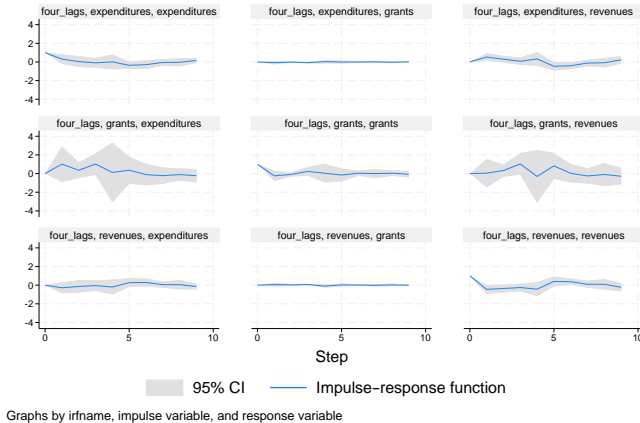 four_lags, expenditures, expenditures four_lags, expenditures, grants four_lags, expenditures, revenues
4
2
0
-2
-4
four_lags, grants, expenditures four_lags, grants, grants four_lags, grants, revenues
4
2
0
-2
-4
four_lags, revenues, expenditures four_lags, revenues, grants four_lags, revenues, revenues
4
2
0
-2
-4
0 5 10 0 5 10 0 5 10
Step
95% CI Impulse-response function
Graphs by irfname, impulse variable, and response variable